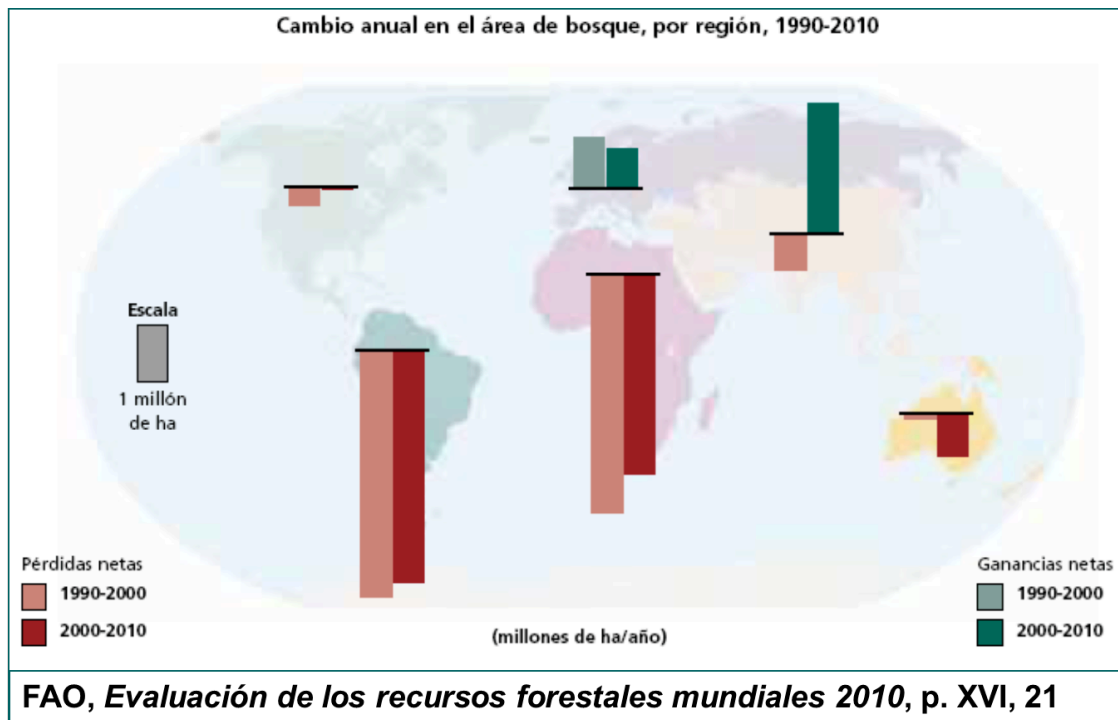 Cambio anual en el área de bosque, por región, 1990-2010
Escala
1 millón
de ha
Pérdidas netas
1990-2000
2000-2010
(millones de ha/año)
Ganancias netas
1990-2000
2000-2010
FAO, Evaluación de los recursos forestales mundiales 2010, p. XVI, 21